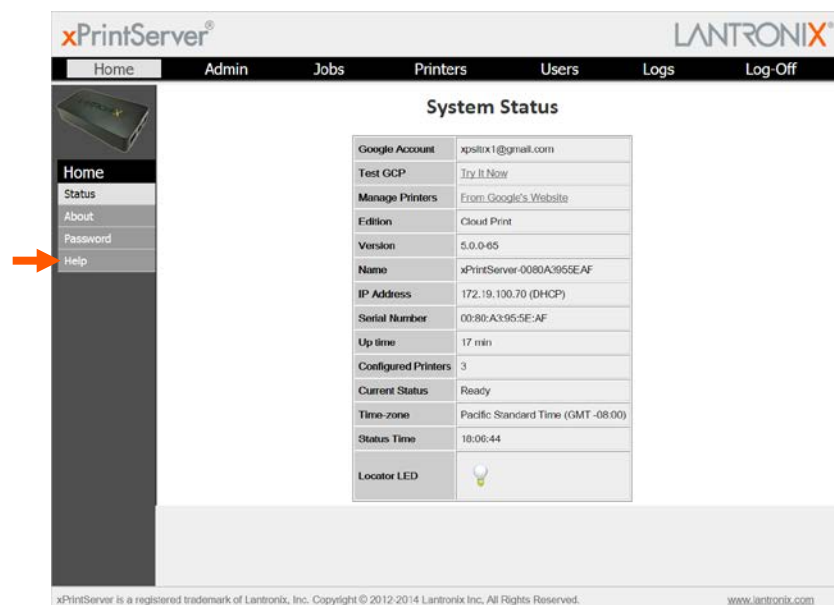 xPrintServer®
LANTRONIX®
Home Admin Jobs Printers Users Logs Log-Off
System Status
Home
Status
About
Password
Help
Google Account xpsltrx1@gmail.com
Test GCP Try It Now
Manage Printers From Google's Website
Edition Cloud Print
Version 5.0.0-65
Name xPrintServer-0080A3955EAF
IP Address 172.19.100.70 (DHCP)
Serial Number 00:80:A3:95:5E:AF
Up time 17 min
Configured Printers 3
Current Status Ready
Time-zone Pacific Standard Time (GMT -08:00)
Status Time 18:06:44
Locator LED
xPrintServer is a registered trademark of Lantronix, Inc. Copyright © 2012-2014 Lantronix Inc, All Rights Reserved. www.lantronix.com